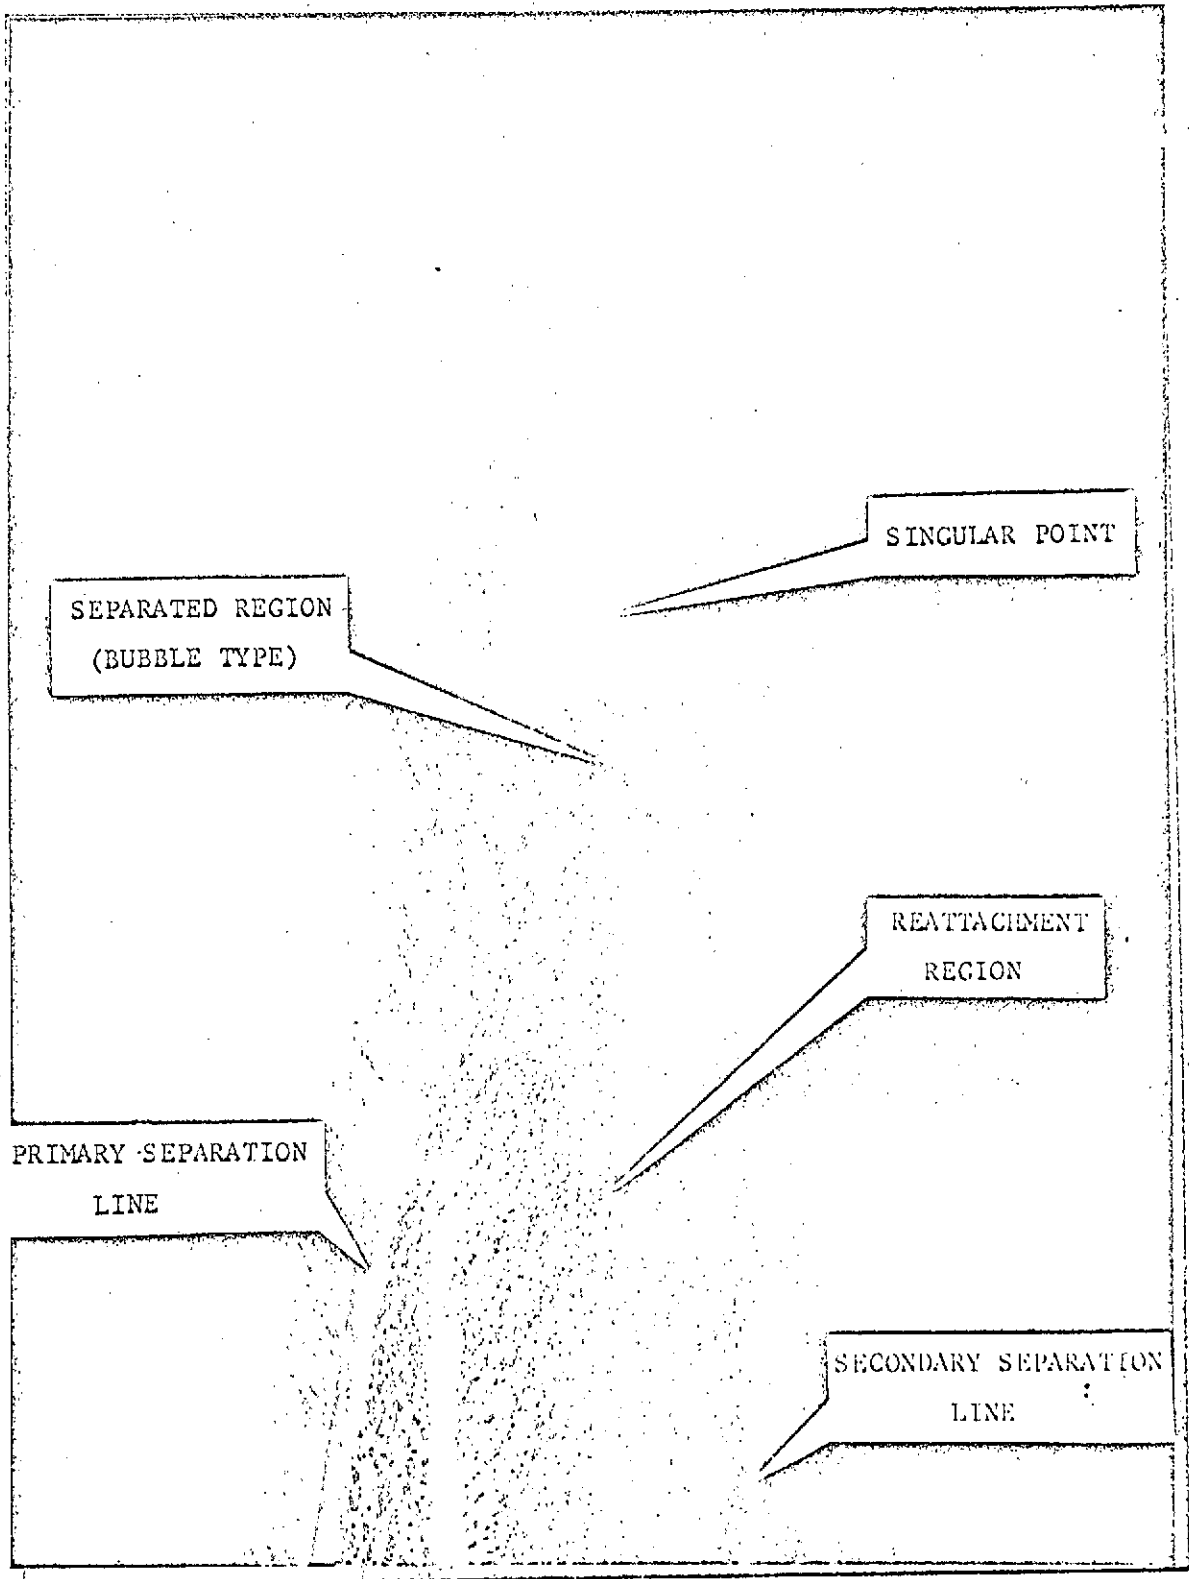 SINGULAR POINT
SEPARATED REGION
(BUBBLE TYPE)
REATTACHMENT
REGION
PRIMARY SEPARATION
LINE
SECONDARY SEPARATION
LINE